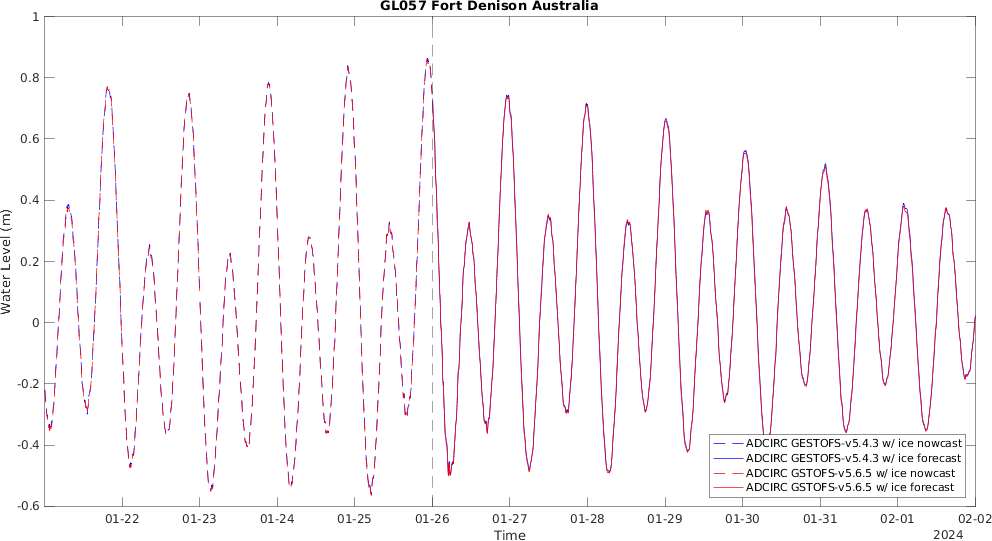 GL057 Fort Denison Australia
1
0.8
0.6
0.4
0.2
0
-0.2
-0.4
-0.6
Water Level (m)
ADCIRC GESTOFS-v5.4.3 w/ ice nowcast
ADCIRC GESTOFS-v5.4.3 w/ ice forecast
ADCIRC GSTOFS-v5.6.5 w/ ice nowcast
ADCIRC GSTOFS-v5.6.5 w/ ice forecast
01-22 01-23 01-24 01-25 01-26 01-27 01-28 01-29 01-30 01-31 02-01 02-02
Time
2024